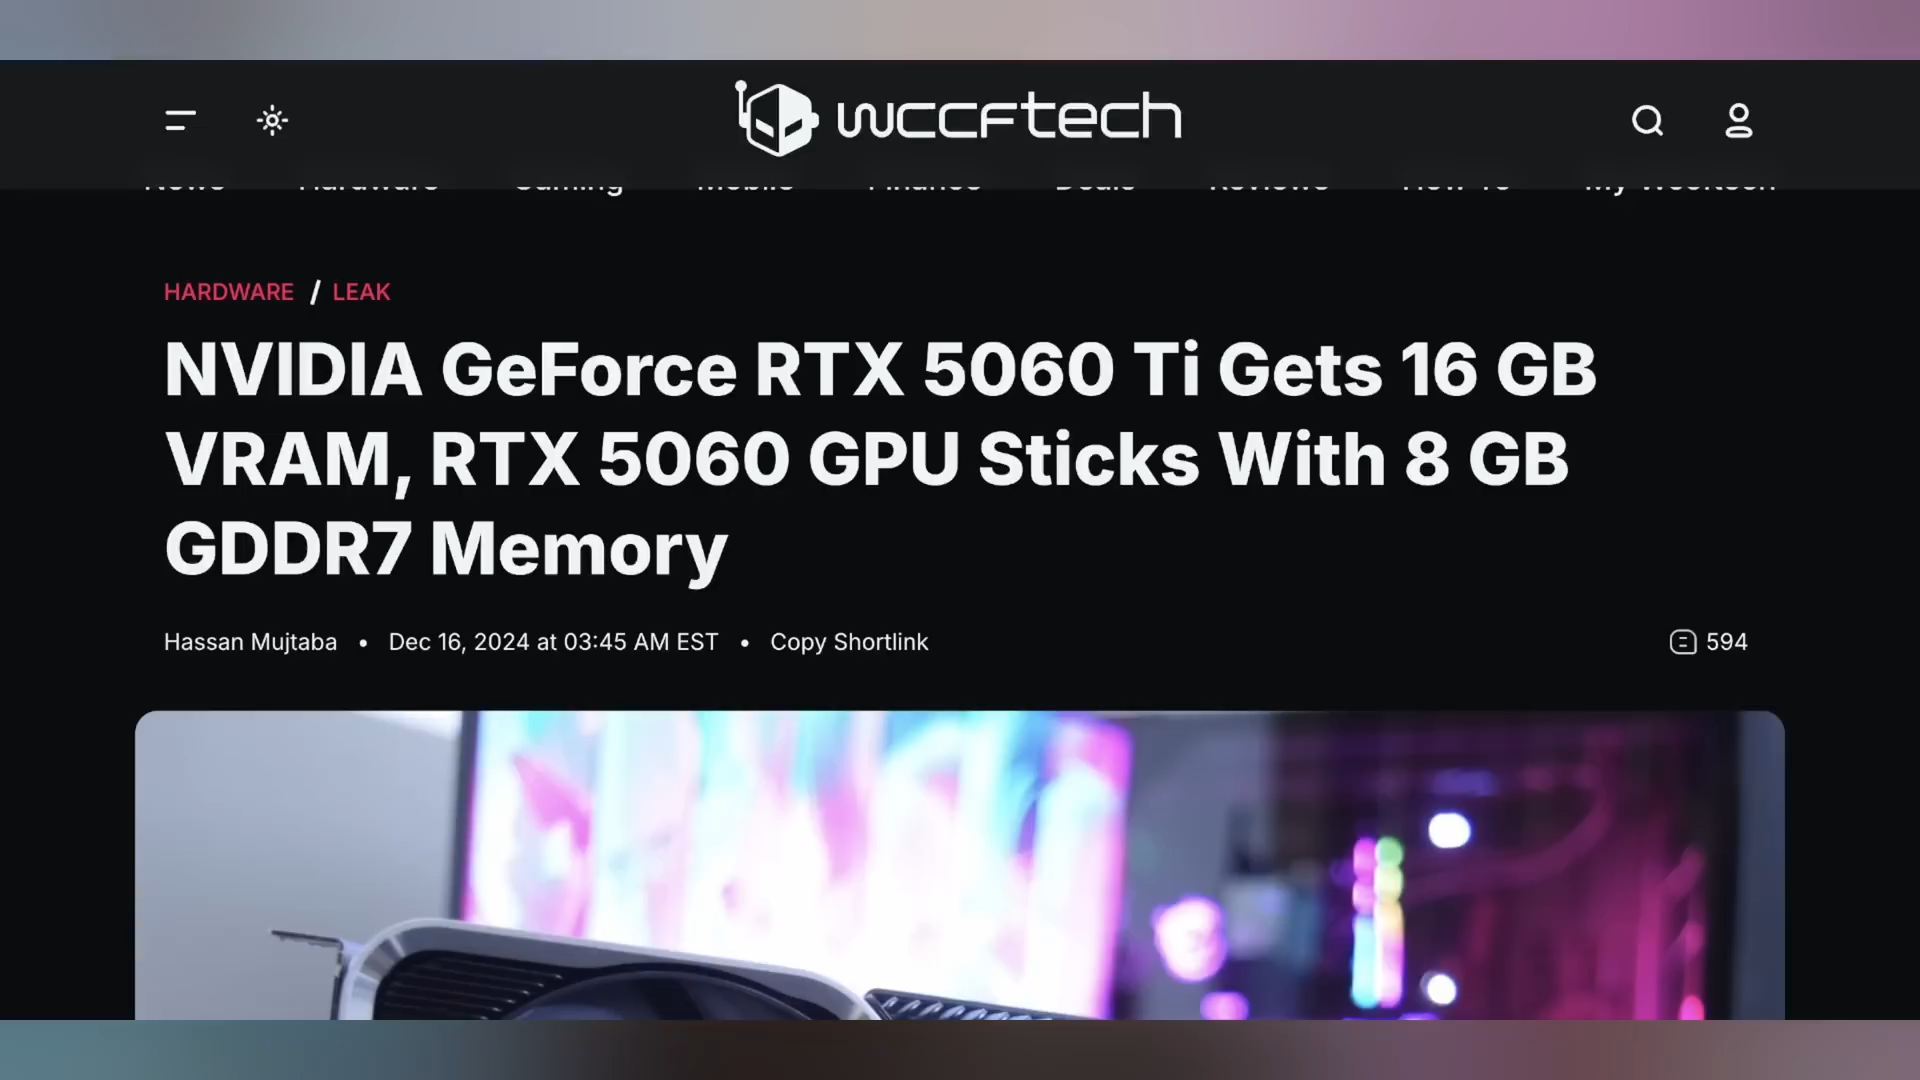 wccftech
HARDWARE / LEAK
NVIDIA GeForce RTX 5060 Ti Gets 16 GB
VRAM, RTX 5060 GPU Sticks With 8 GB
GDDR7 Memory
Hassan Mujtaba • Dec 16, 2024 at 03:45 AM EST • Copy Shortlink
594